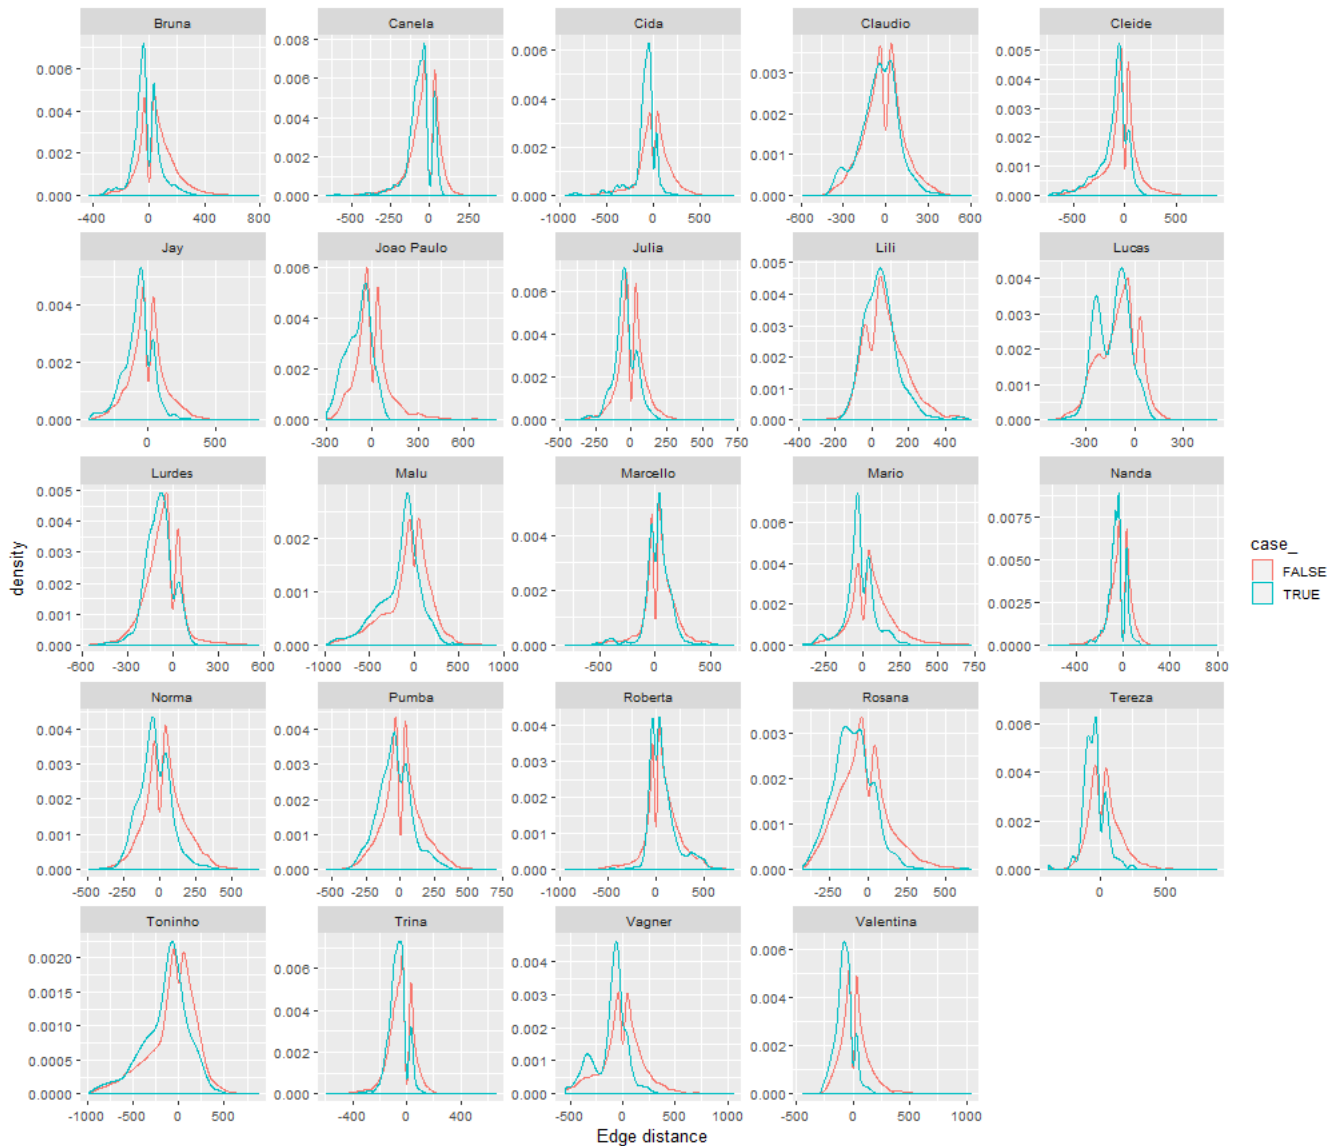 Bruna Canela Cida Claudio Cleide
0.006 0.004 0.002 0.000
0.008 0.006 0.004 0.002 0.000
0.006 0.004 0.002 0.000
0.003 0.002 0.001 0.000
0.005 0.004 0.003 0.002 0.001 0.000
-400 0 400 800
-500 -250 0 250
-1000 -500 0 500
-600 -300 0 300 600
-500 0 500
Jay Joao Paulo Julia Lili Lucas
0.004 0.002 0.000
0.006 0.004 0.002 0.000
0.006 0.004 0.002 0.000
0.005 0.004 0.003 0.002 0.001 0.000
0.004 0.003 0.002 0.001 0.000
0 500
-300 0 300 600
-500 -250 0 250 500 750
-400 -200 0 200 400
-300 0 300
Lurdes Malu Marcello Mario Nanda
0.005 0.004 0.003 0.002 0.001 0.000
0.002 0.001 0.000
0.004 0.002 0.000
0.006 0.004 0.002 0.000
0.0075 0.0050 0.0025 0.0000
-600 -300 0 300 600
-1000 -500 0 500 1000
-500 0 500
-250 0 250 500 750
-400 0 400 800
Norma Pumba Roberta Rosana Tereza
0.004 0.003 0.002 0.001 0.000
0.004 0.003 0.002 0.001 0.000
0.004 0.003 0.002 0.001 0.000
0.003 0.002 0.001 0.000
0.006 0.004 0.002 0.000
-500 -250 0 250 500
-500 -250 0 250 500 750
-1000 -500 0 500
-250 0 250 500
0 500
Toninho Trina Vagner Valentina
0.0020 0.0015 0.0010 0.0005 0.0000
0.006 0.004 0.002 0.000
0.005 0.004 0.003 0.002 0.001 0.000
0.006 0.004 0.002 0.000
-1000 -500 0 500
-400 0 400
-500 0 500 1000
-500 0 500 1000
density
Edge distance
case_
FALSE
TRUE